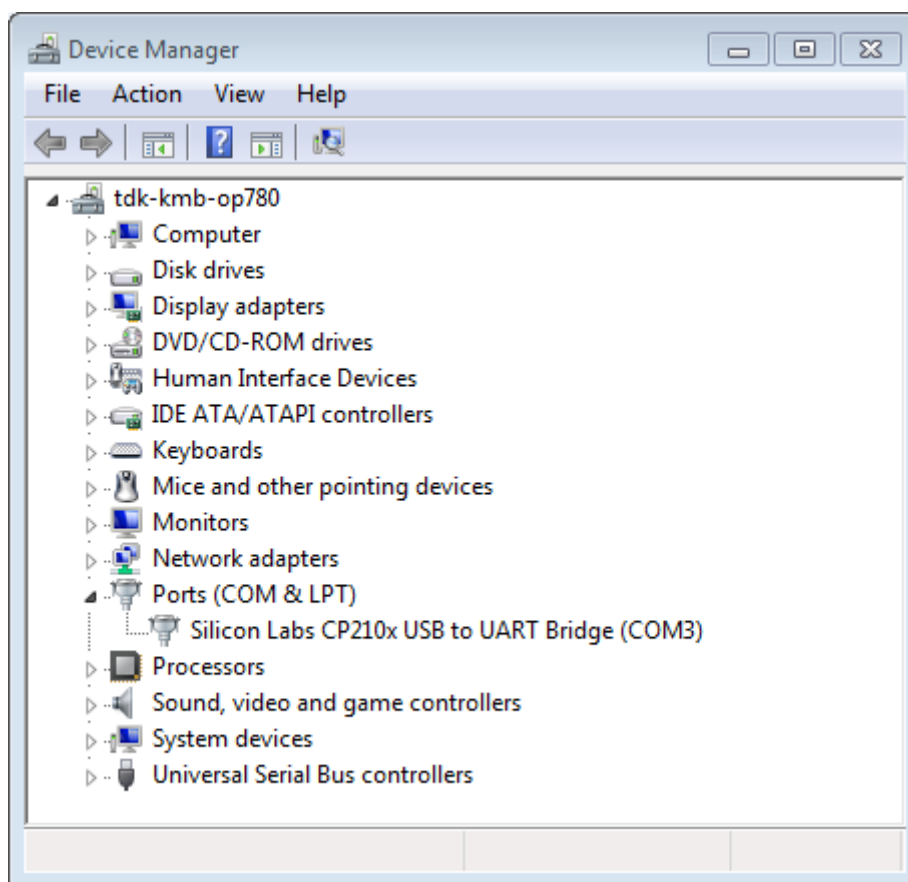 Device Manager
File Action View Help
tdk-kmb-op780
Computer
Disk drives
Display adapters
DVD/CD-ROM drives
Human Interface Devices
IDE ATA/ATAPI controllers
Keyboards
Mice and other pointing devices
Monitors
Network adapters
Ports (COM & LPT)
Silicon Labs CP210x USB to UART Bridge (COM3)
Processors
Sound, video and game controllers
System devices
Universal Serial Bus controllers